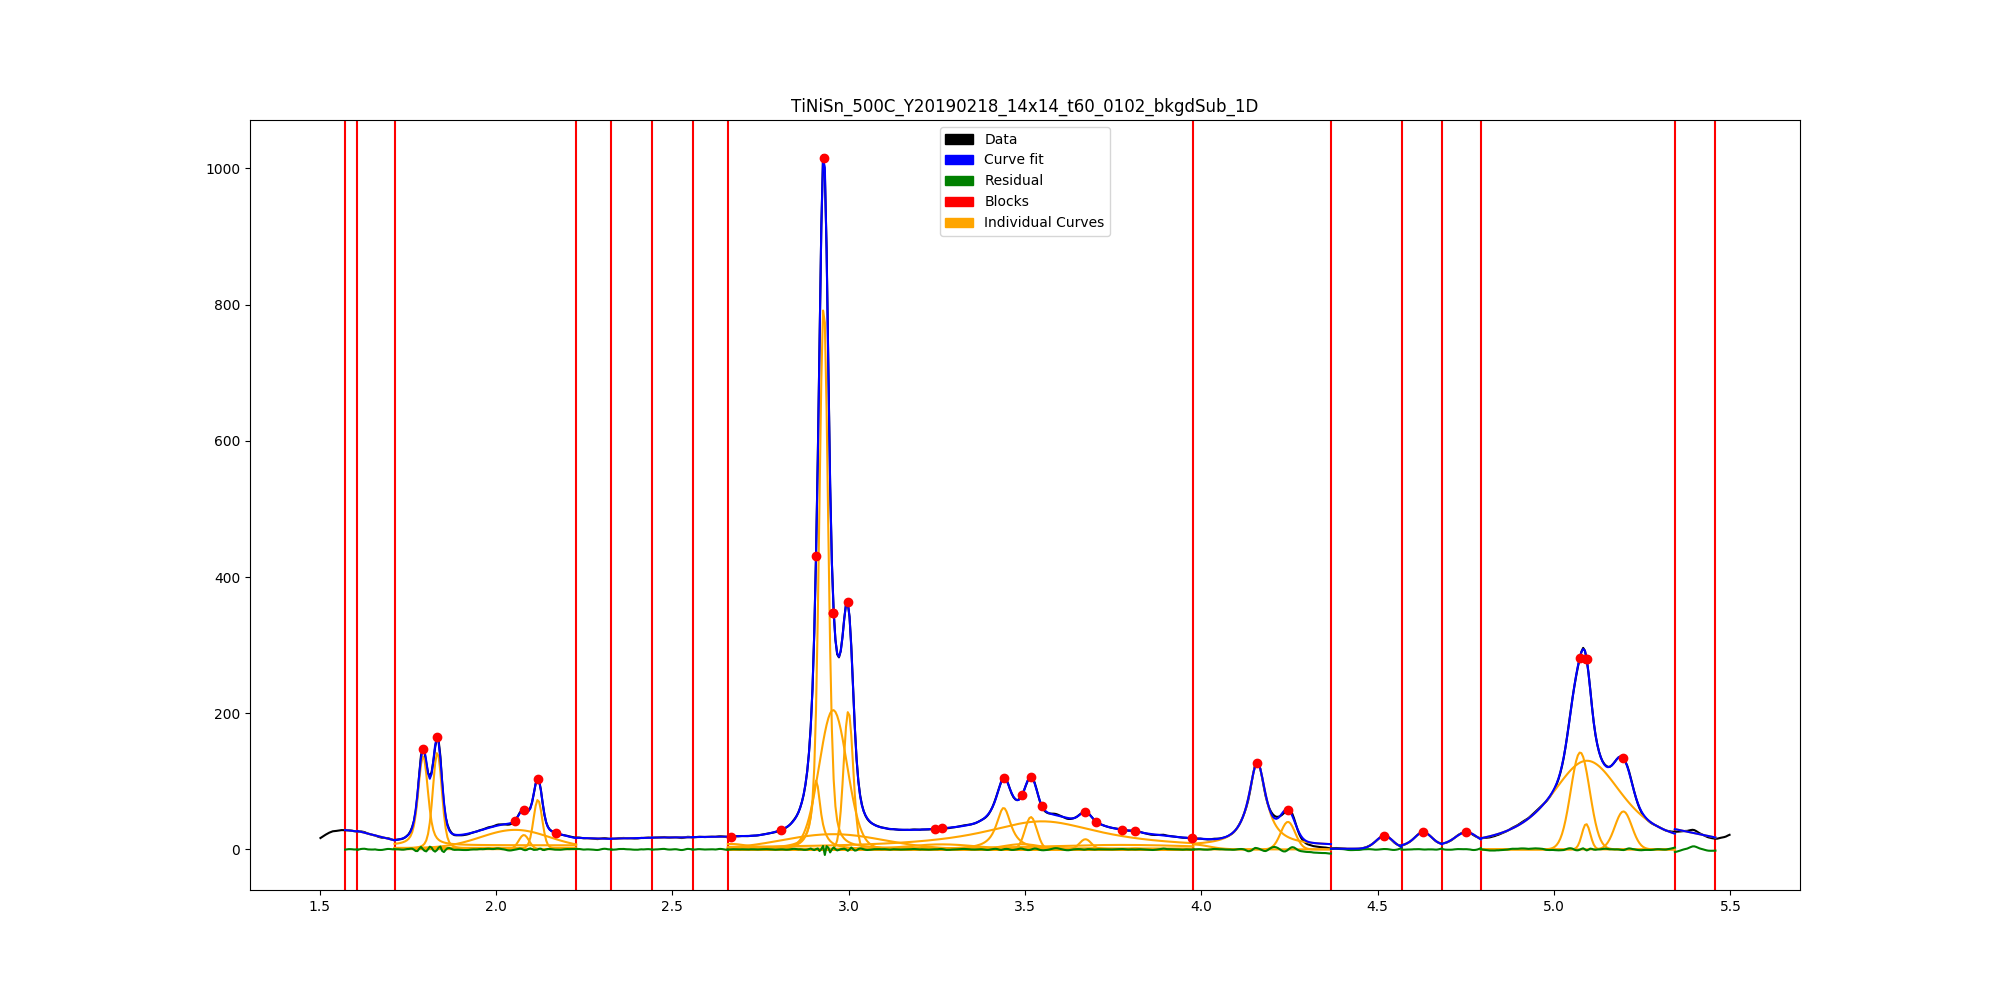 TiNiSn_500C_Y20190218_14x14_t60_0102_bkgdSub_1D
Data
Curve fit
Residual
Blocks
Individual Curves
1000
800
600
400
200
0
1.5 2.0 2.5 3.0 3.5 4.0 4.5 5.0 5.5